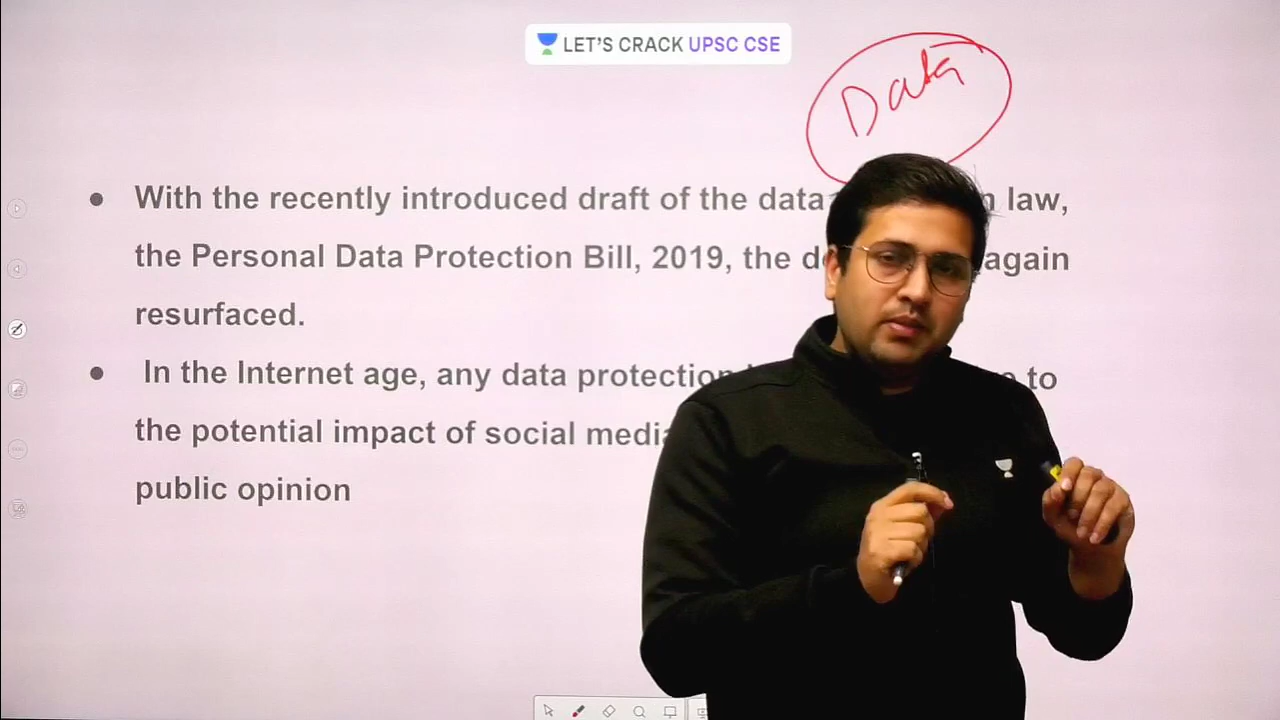 LET'S CRACK UPSC CSE
Data
● With the recently introduced draft of the data law,
the Personal Data Protection Bill, 2019, the again
resurfaced.
● In the Internet age, any data protection to
the potential impact of social media
public opinion